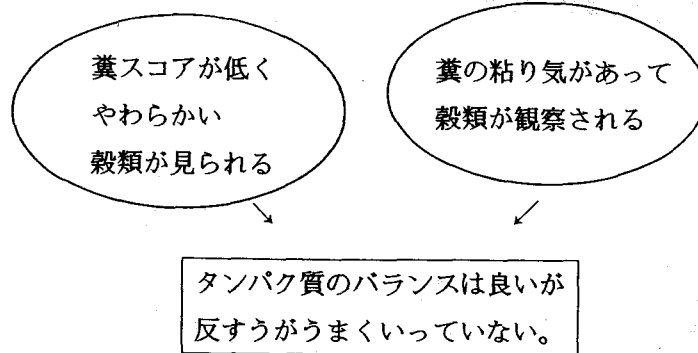 糞スコアが低く
やわらかい
穀類が見られる
糞の粘り気があって
穀類が観察される
タンパク質のバランスは良いが
反すうがうまくいっていない。